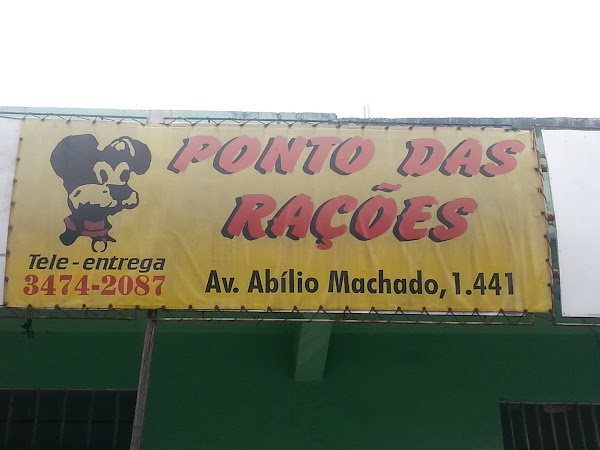 PONTO DAS
RAÇÕES
Tele-entrega
3474-2087
Av. Abílio Machado, 1.441